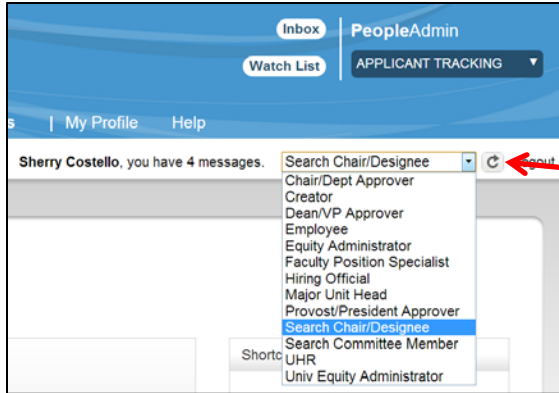 Inbox PeopleAdmin
Watch List APPLICANT TRACKING
s | My Profile Help
Sherry Costello, you have 4 messages. Search Chair/Designee
Chair/Dept Approver
Creator
Dean/VP Approver
Employee
Equity Administrator
Faculty Position Specialist
Hiring Official
Major Unit Head
Provost/President Approver
Search Chair/Designee
Search Committee Member
UHR
Univ Equity Administrator
Shortc